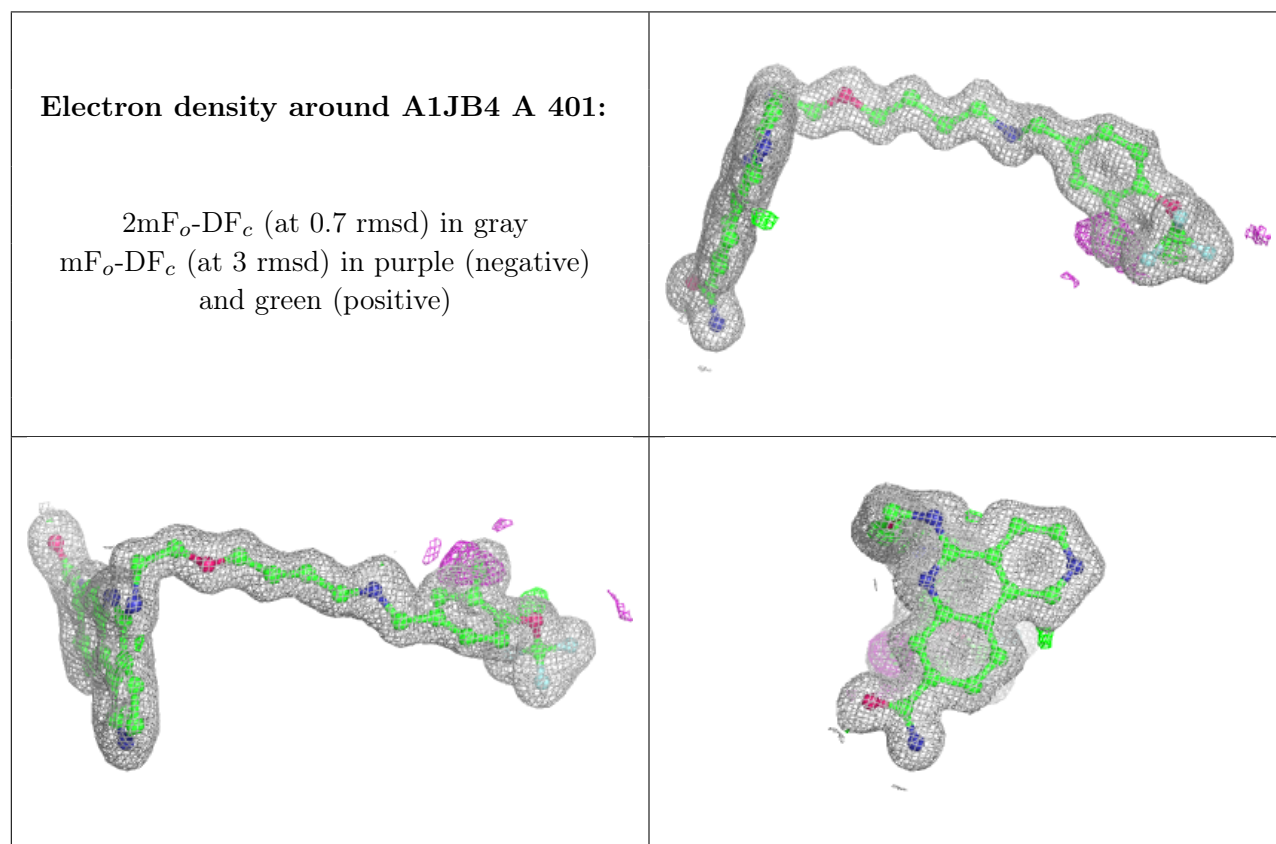 Electron density around A1JB4 A 401:
2mFo-DFc (at 0.7 rmsd) in gray
mFo-DFc (at 3 rmsd) in purple (negative)
and green (positive)